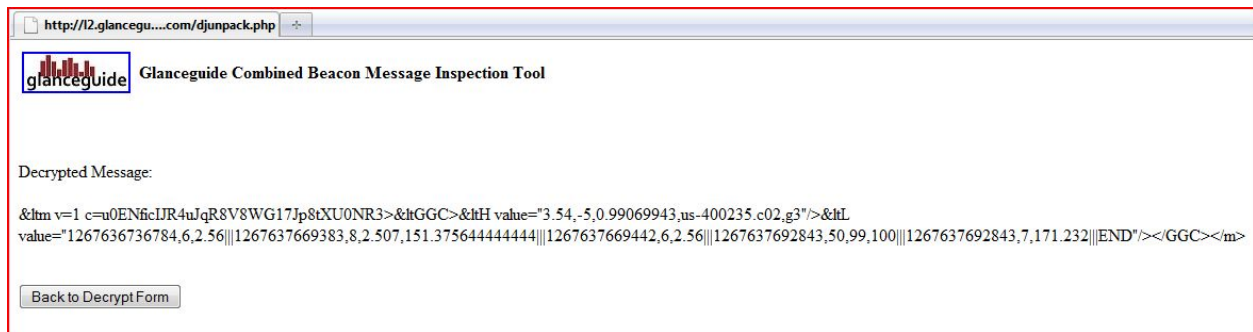 http://l2.glancegu....com/djunpack.php
glanceguide
Glanceguide Combined Beacon Message Inspection Tool
Decrypted Message:
&ltm v=1 c=u0ENficIJR4uJqR8V8WG17Jp8tXU0NR3>&ltGGC>&ltH value="3.54,-5,0.99069943,us-400235.c02,g3"/>&ltL
value="1267636736784,6,2.56|||1267637669383,8,2.507,151.375644444444|||1267637669442,6,2.56|||1267637692843,50,99,100|||1267637692843,7,171.232|||END"/></GGC></m>
Back to Decrypt Form